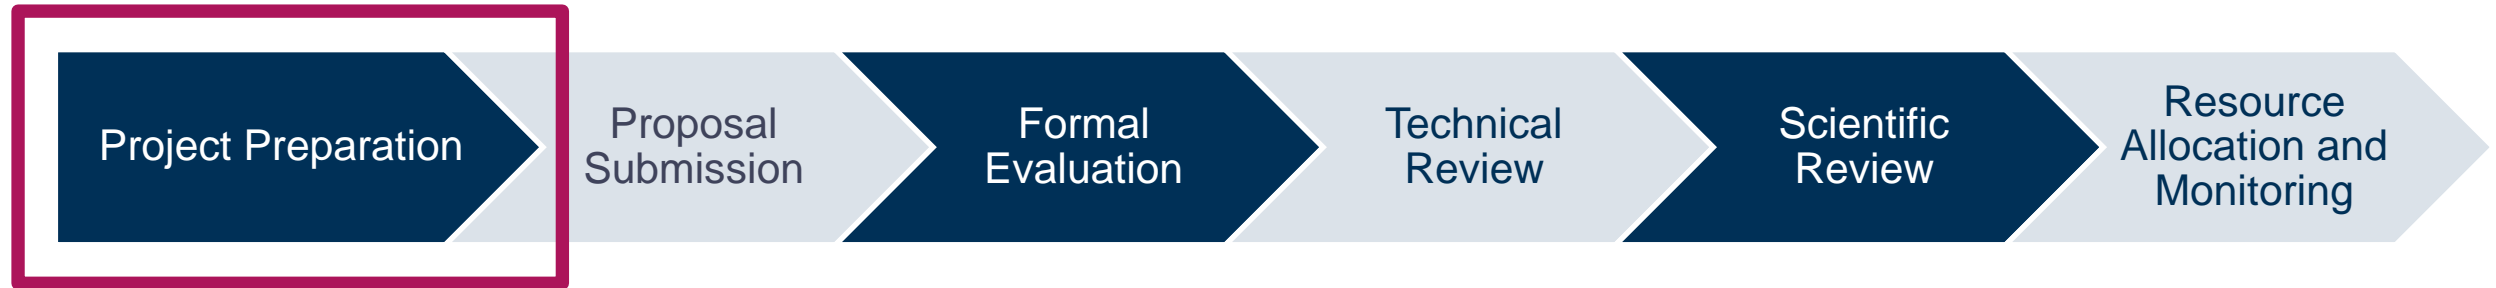 Project Preparation
Proposal
Submission
Formal
Evaluation
Technical
Review
Scientific
Review
Resource
Allocation and
Monitoring